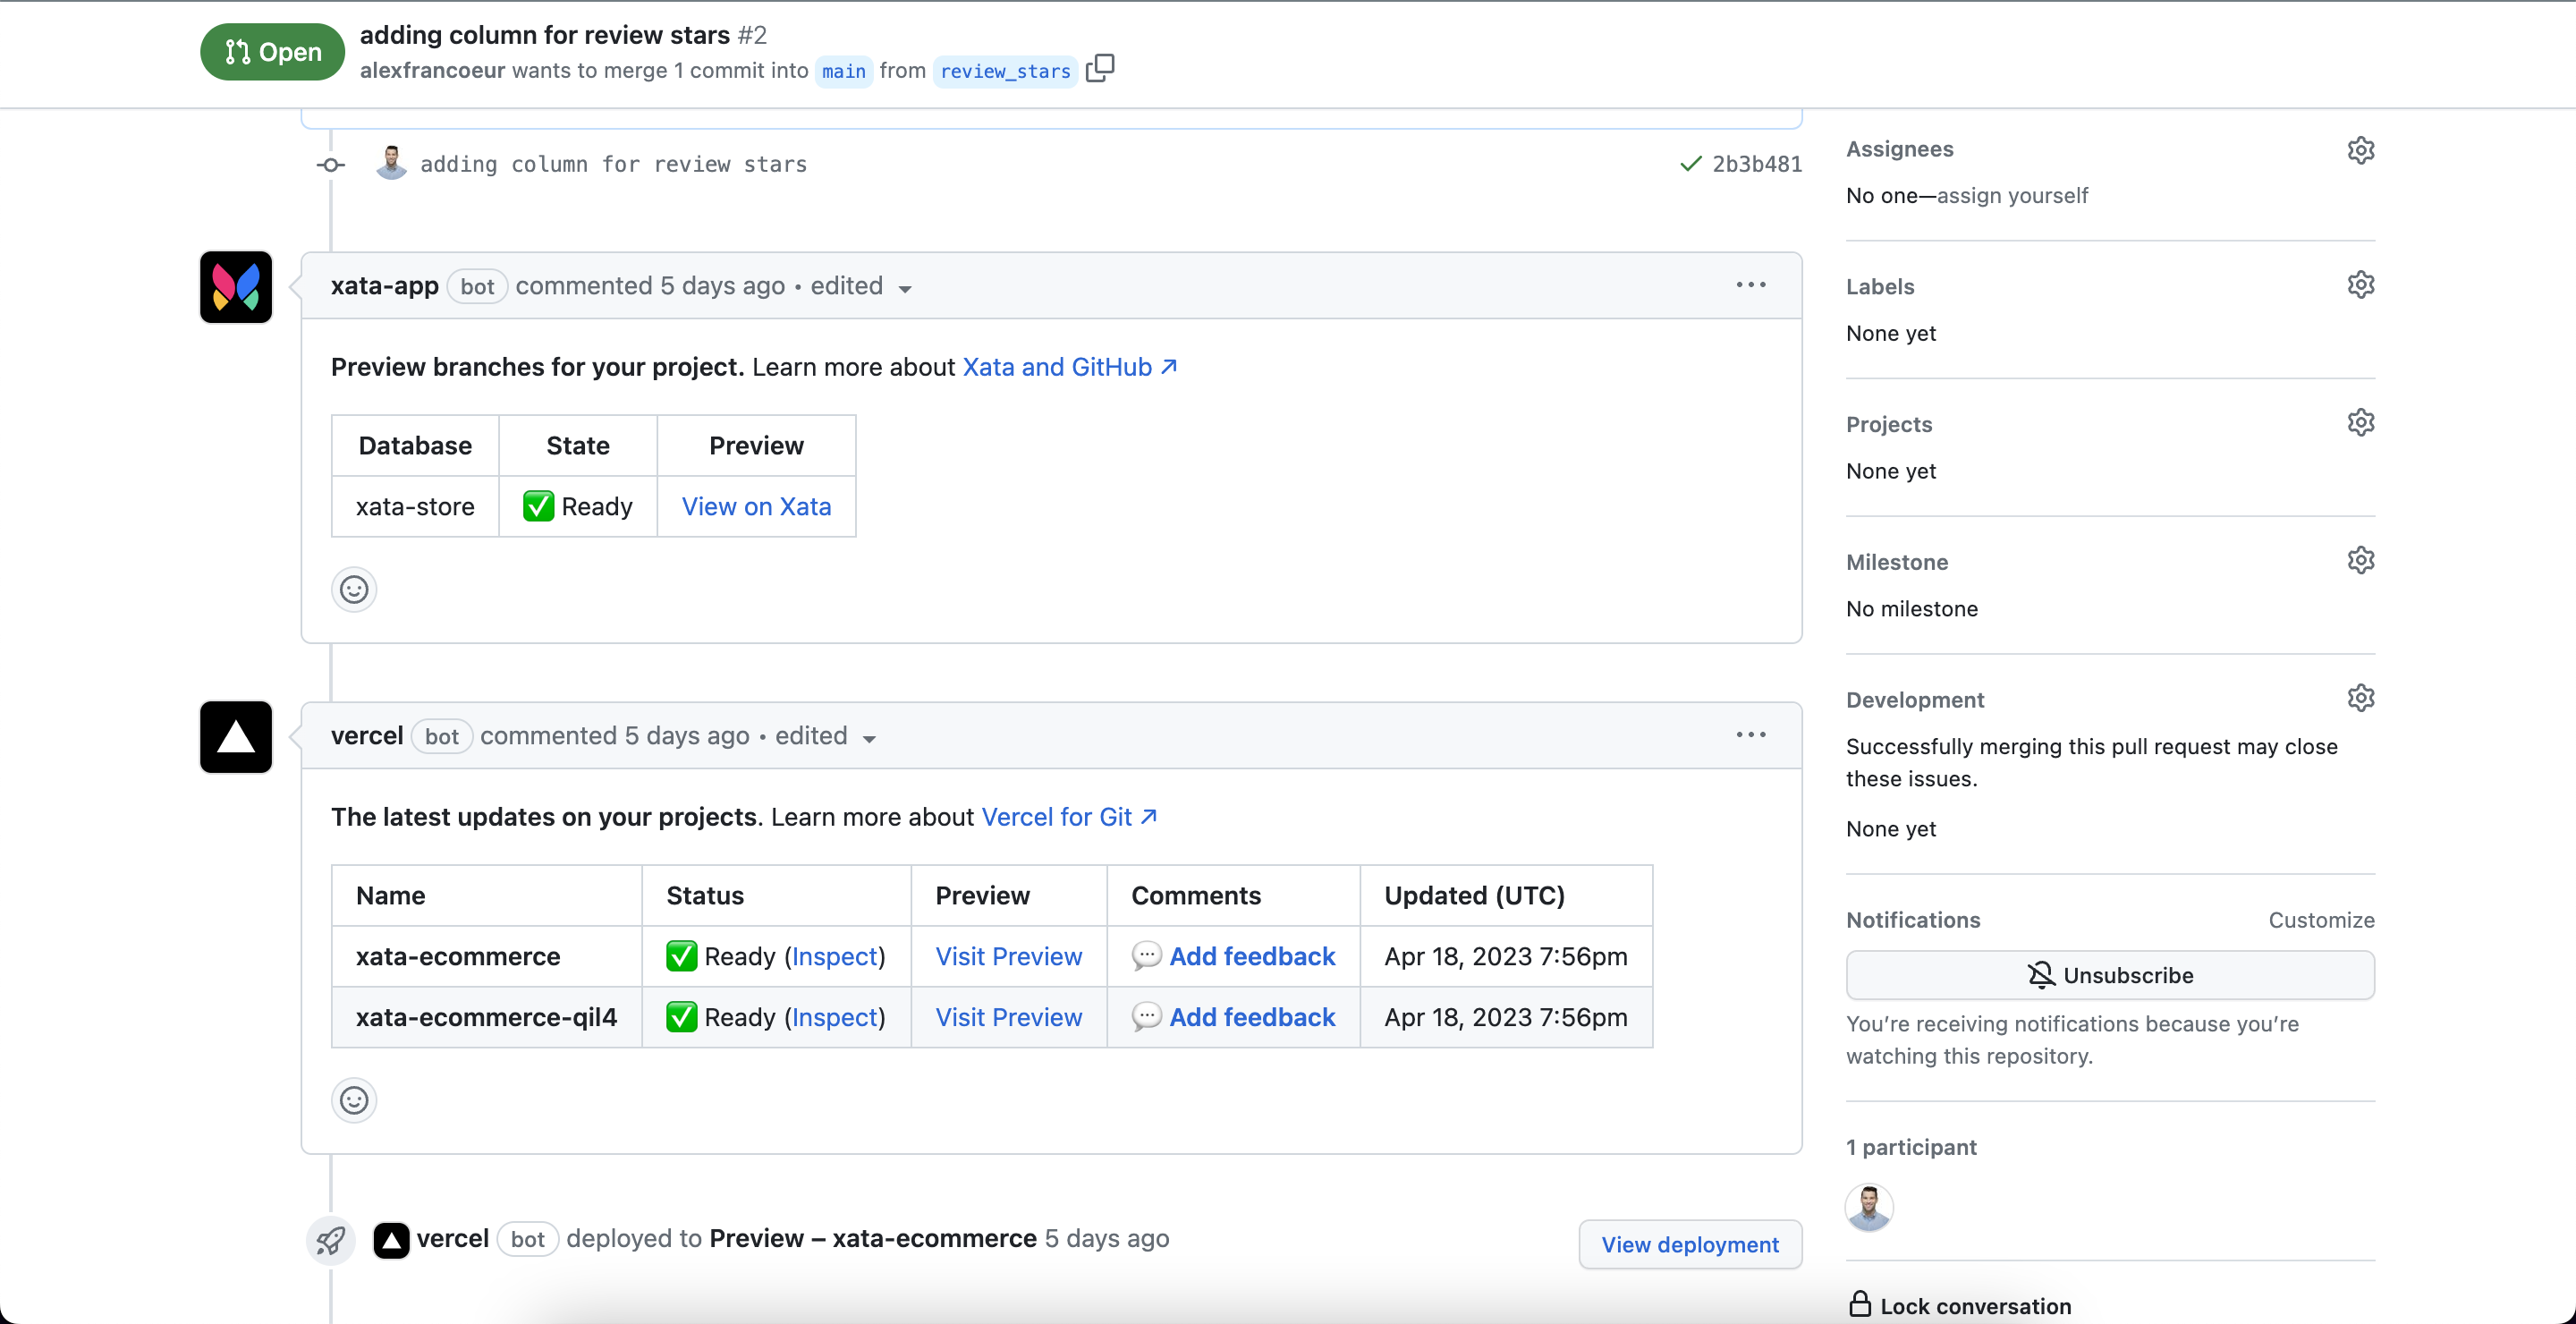 Open
adding column for review stars #2
alexfrancoeur wants to merge 1 commit into main from review_stars
adding column for review stars 2b3b481
xata-app bot commented 5 days ago • edited
Preview branches for your project. Learn more about Xata and GitHub ↗
Database State Preview
xata-store ✅ Ready View on Xata
vercel bot commented 5 days ago • edited
The latest updates on your projects. Learn more about Vercel for Git ↗
Name Status Preview Comments Updated (UTC)
xata-ecommerce ✅ Ready (Inspect) Visit Preview 💬 Add feedback Apr 18, 2023 7:56pm
xata-ecommerce-qil4 ✅ Ready (Inspect) Visit Preview 💬 Add feedback Apr 18, 2023 7:56pm
vercel bot deployed to Preview – xata-ecommerce 5 days ago
View deployment
Assignees
No one—assign yourself
Labels
None yet
Projects
None yet
Milestone
No milestone
Development
Successfully merging this pull request may close
these issues.
None yet
Notifications Customize
Unsubscribe
You’re receiving notifications because you’re
watching this repository.
1 participant
Lock conversation